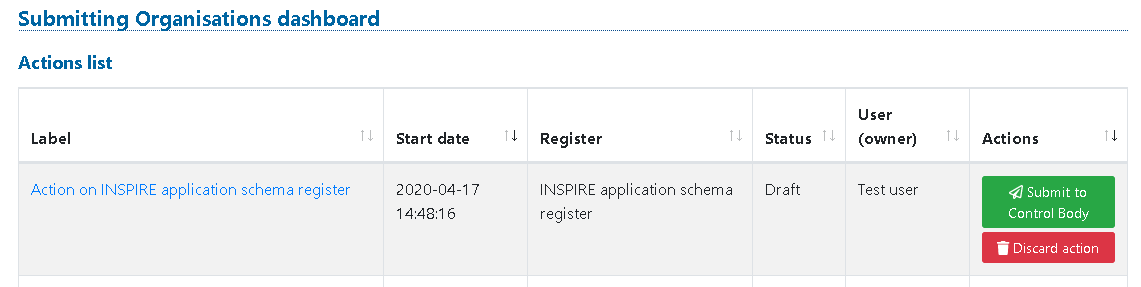 Submitting Organisations dashboard
Actions list
Label
Start date
Register
Status
User
(owner)
Actions
Action on INSPIRE application schema register
2020-04-17
14:48:16
INSPIRE application schema
register
Draft
Test user
Submit to
Control Body
Discard action